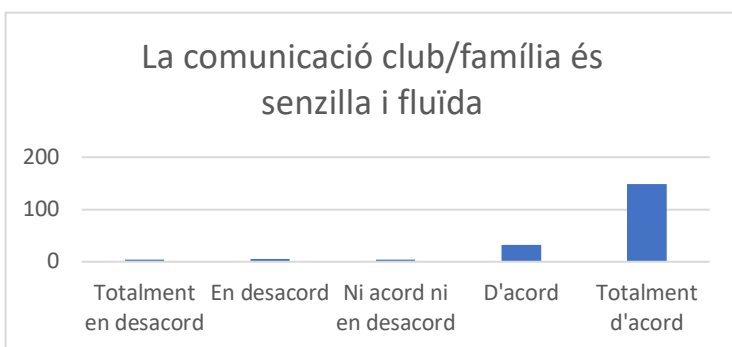 La comunicació club/família és
senzilla i fluïda
200
100
0
Totalment
en desacord
En desacord
Ni acord ni
en desacord
D'acord
Totalment
d'acord